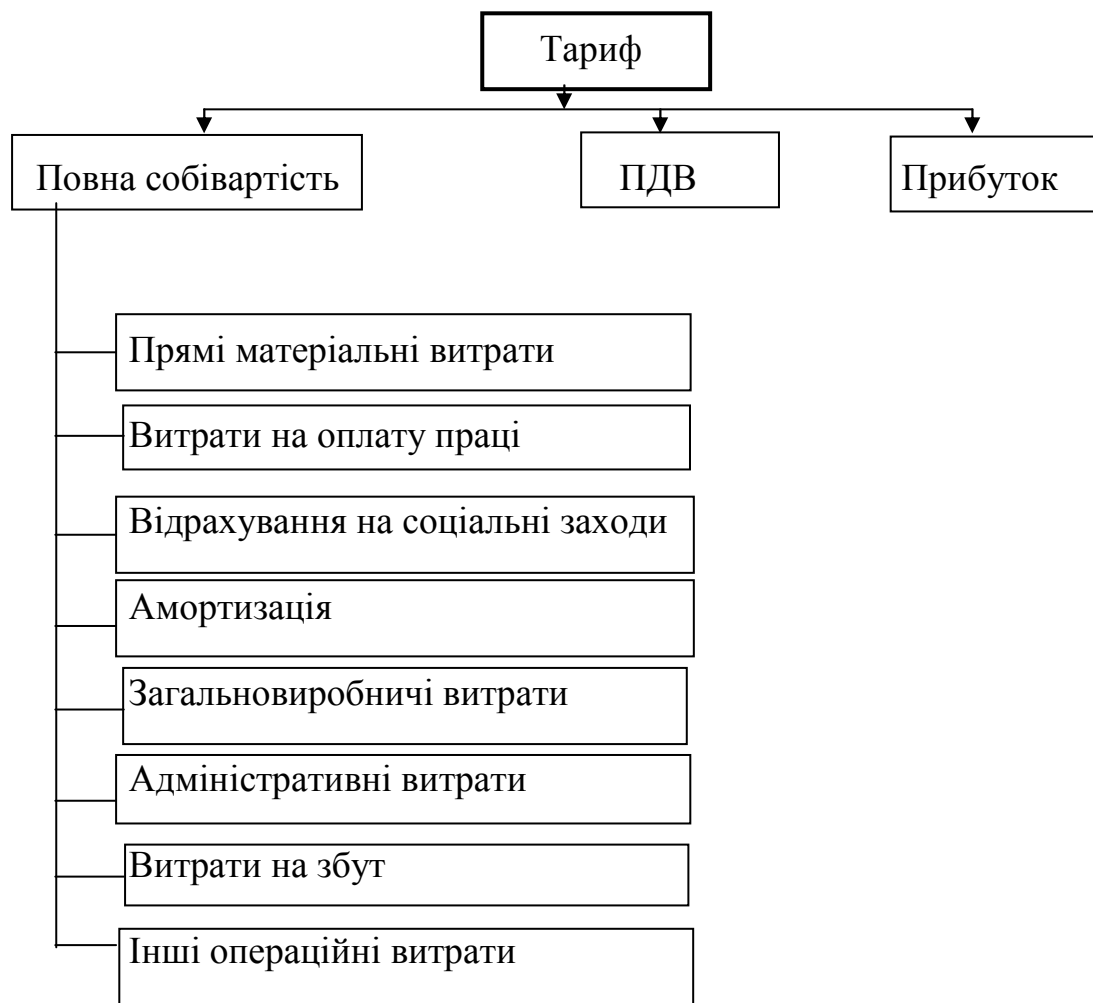 Тариф
Повна собівартість
ПДВ
Прибуток
Прямі матеріальні витрати
Витрати на оплату праці
Відрахування на соціальні заходи
Амортизація
Загальновиробничі витрати
Адміністративні витрати
Витрати на збут
Інші операційні витрати